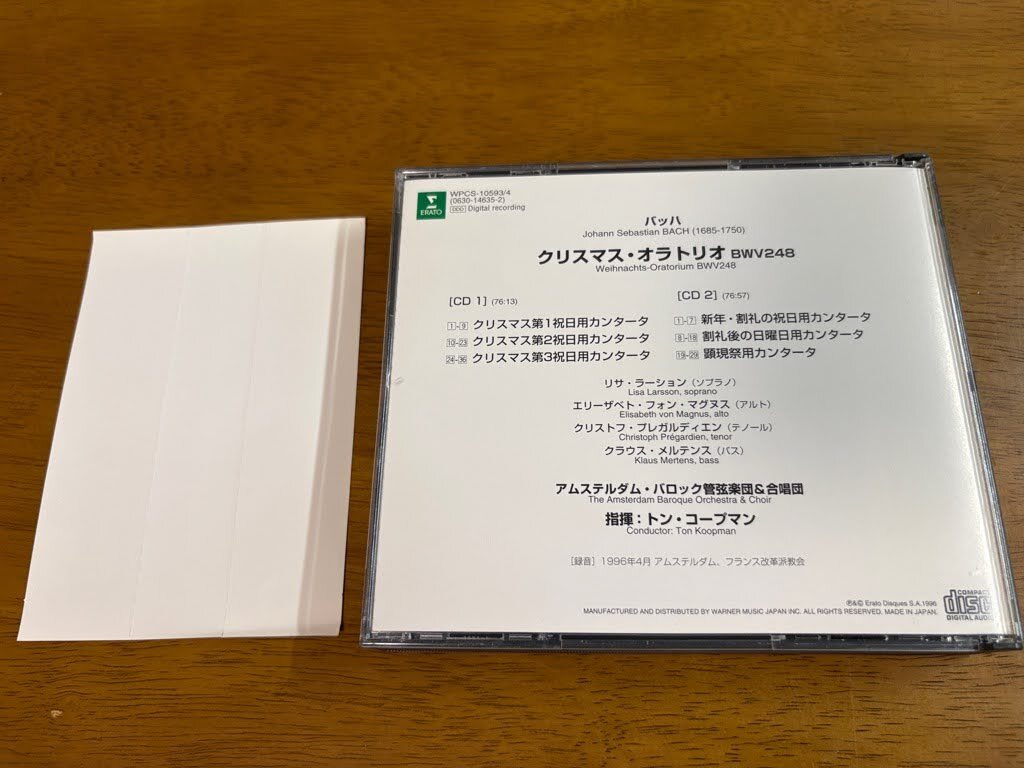 ERATO
WPCS-10593/4
(0630-14635-2)
DDD Digital recording
バッハ
Johann Sebastian BACH (1685-1750)
クリスマス・オラトリオ BWV248
Weihnachts-Oratorium BWV248
[CD 1] (76:13)
1-9 クリスマス第1祝日用カンタータ
10-23 クリスマス第2祝日用カンタータ
24-36 クリスマス第3祝日用カンタータ
[CD 2] (76:57)
1-7 新年・割礼の祝日用カンタータ
8-18 割礼後の日曜日用カンタータ
19-29 顕現祭用カンタータ
リサ・ラーション（ソプラノ）
Lisa Larsson, soprano
エリーザベト・フォン・マグヌス（アルト）
Elisabeth von Magnus, alto
クリストフ・プレガルディエン（テノール）
Christoph Prégardien, tenor
クラウス・メルテンス（バス）
Klaus Mertens, bass
アムステルダム・バロック管弦楽団&合唱団
The Amsterdam Baroque Orchestra & Choir
指揮：トン・コープマン
Conductor: Ton Koopman
［録音］1996年4月 アムステルダム、フランス改革派教会
℗&© Erato Disques S.A.1996
MANUFACTURED AND DISTRIBUTED BY WARNER MUSIC JAPAN INC. ALL RIGHTS RESERVED. MADE IN JAPAN.
COMPACT
disc
DIGITAL AUDIO